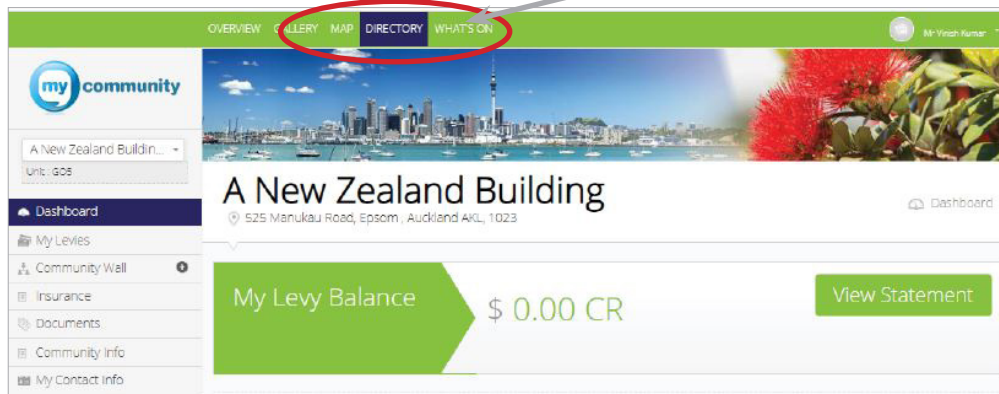 OVERVIEW GALLERY MAP DIRECTORY WHAT'S ON
Mr Vinish Kumar
my community
A New Zealand Buildin...
Unit : G05
A New Zealand Building
525 Manukau Road, Epsom , Auckland AKL, 1023
Dashboard
Dashboard
My Levies
Community Wall
Insurance
Documents
Community Info
My Contact Info
My Levy Balance
$ 0.00 CR
View Statement